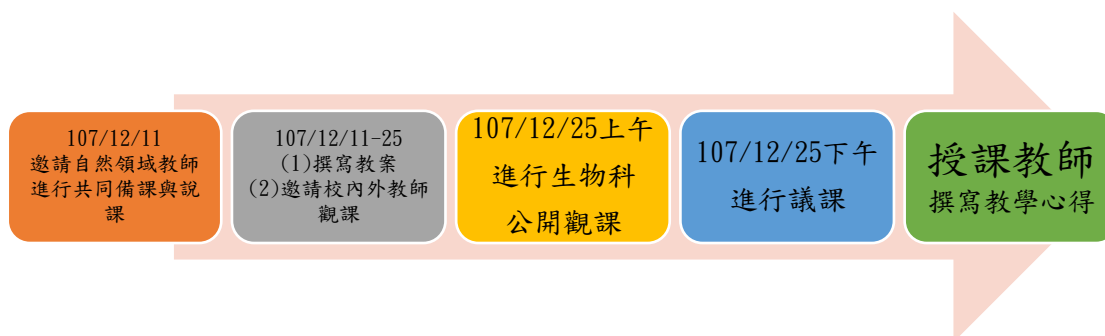 107/12/11
邀請自然領域教師
進行共同備課與說
課
107/12/11-25
(1)撰寫教案
(2)邀請校內外教師
觀課
107/12/25上午
進行生物科
公開觀課
107/12/25下午
進行議課
授課教師
撰寫教學心得